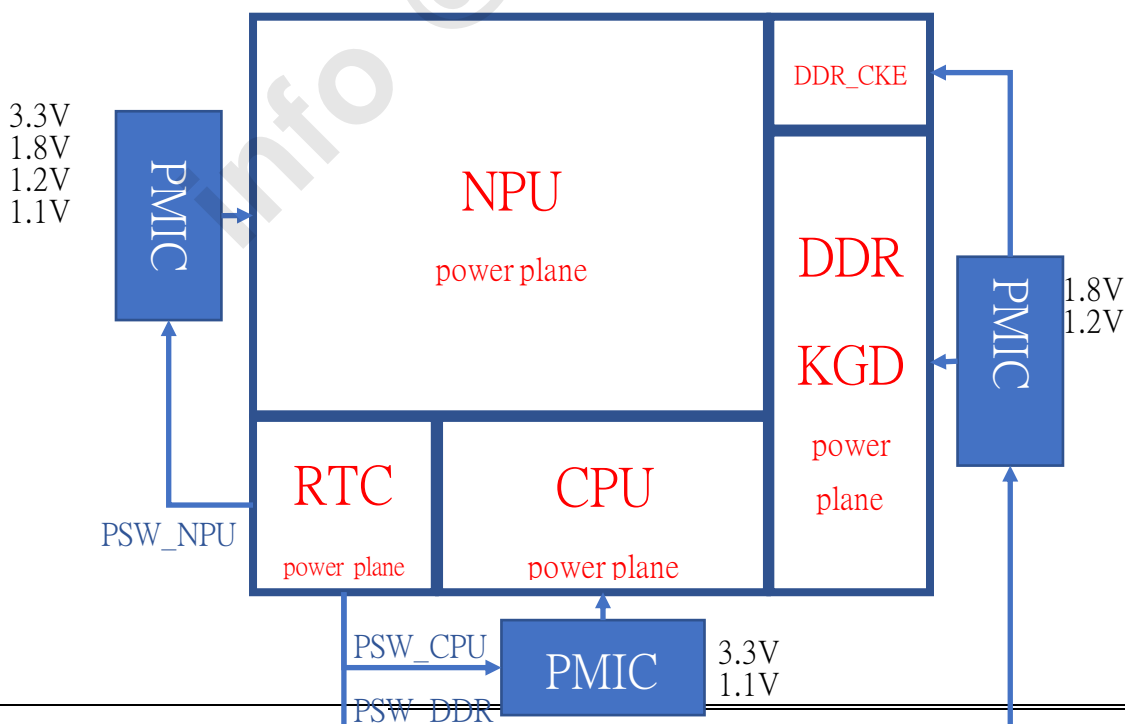 info @
DDR_CKE
3.3V
1.8V
1.2V
1.1V
PMIC
NPU
power plane
DDR
KGD
power
plane
PMIC
1.8V
1.2V
RTC
power plane
CPU
power plane
PSW_NPU
PSW_CPU
PMIC
3.3V
1.1V
PSW_DDR